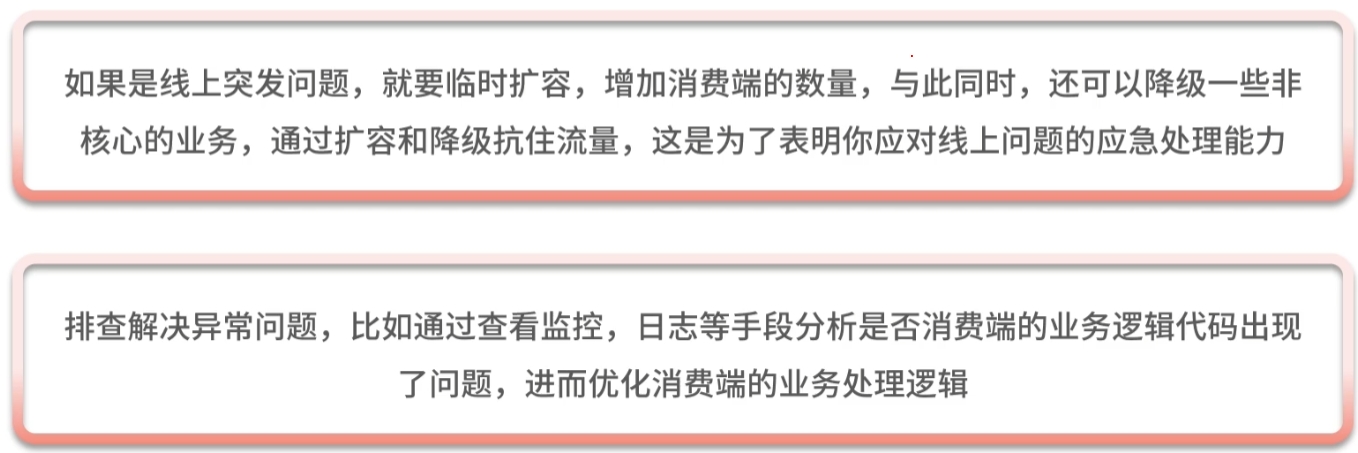 如果是线上突发问题，就要临时扩容，增加消费端的数量，与此同时，还可以降级一些非
核心的业务，通过扩容和降级抗住流量，这是为了表明你应对线上问题的应急处理能力
排查解决异常问题，比如通过查看监控，日志等手段分析是否消费端的业务逻辑代码出现
了问题，进而优化消费端的业务处理逻辑